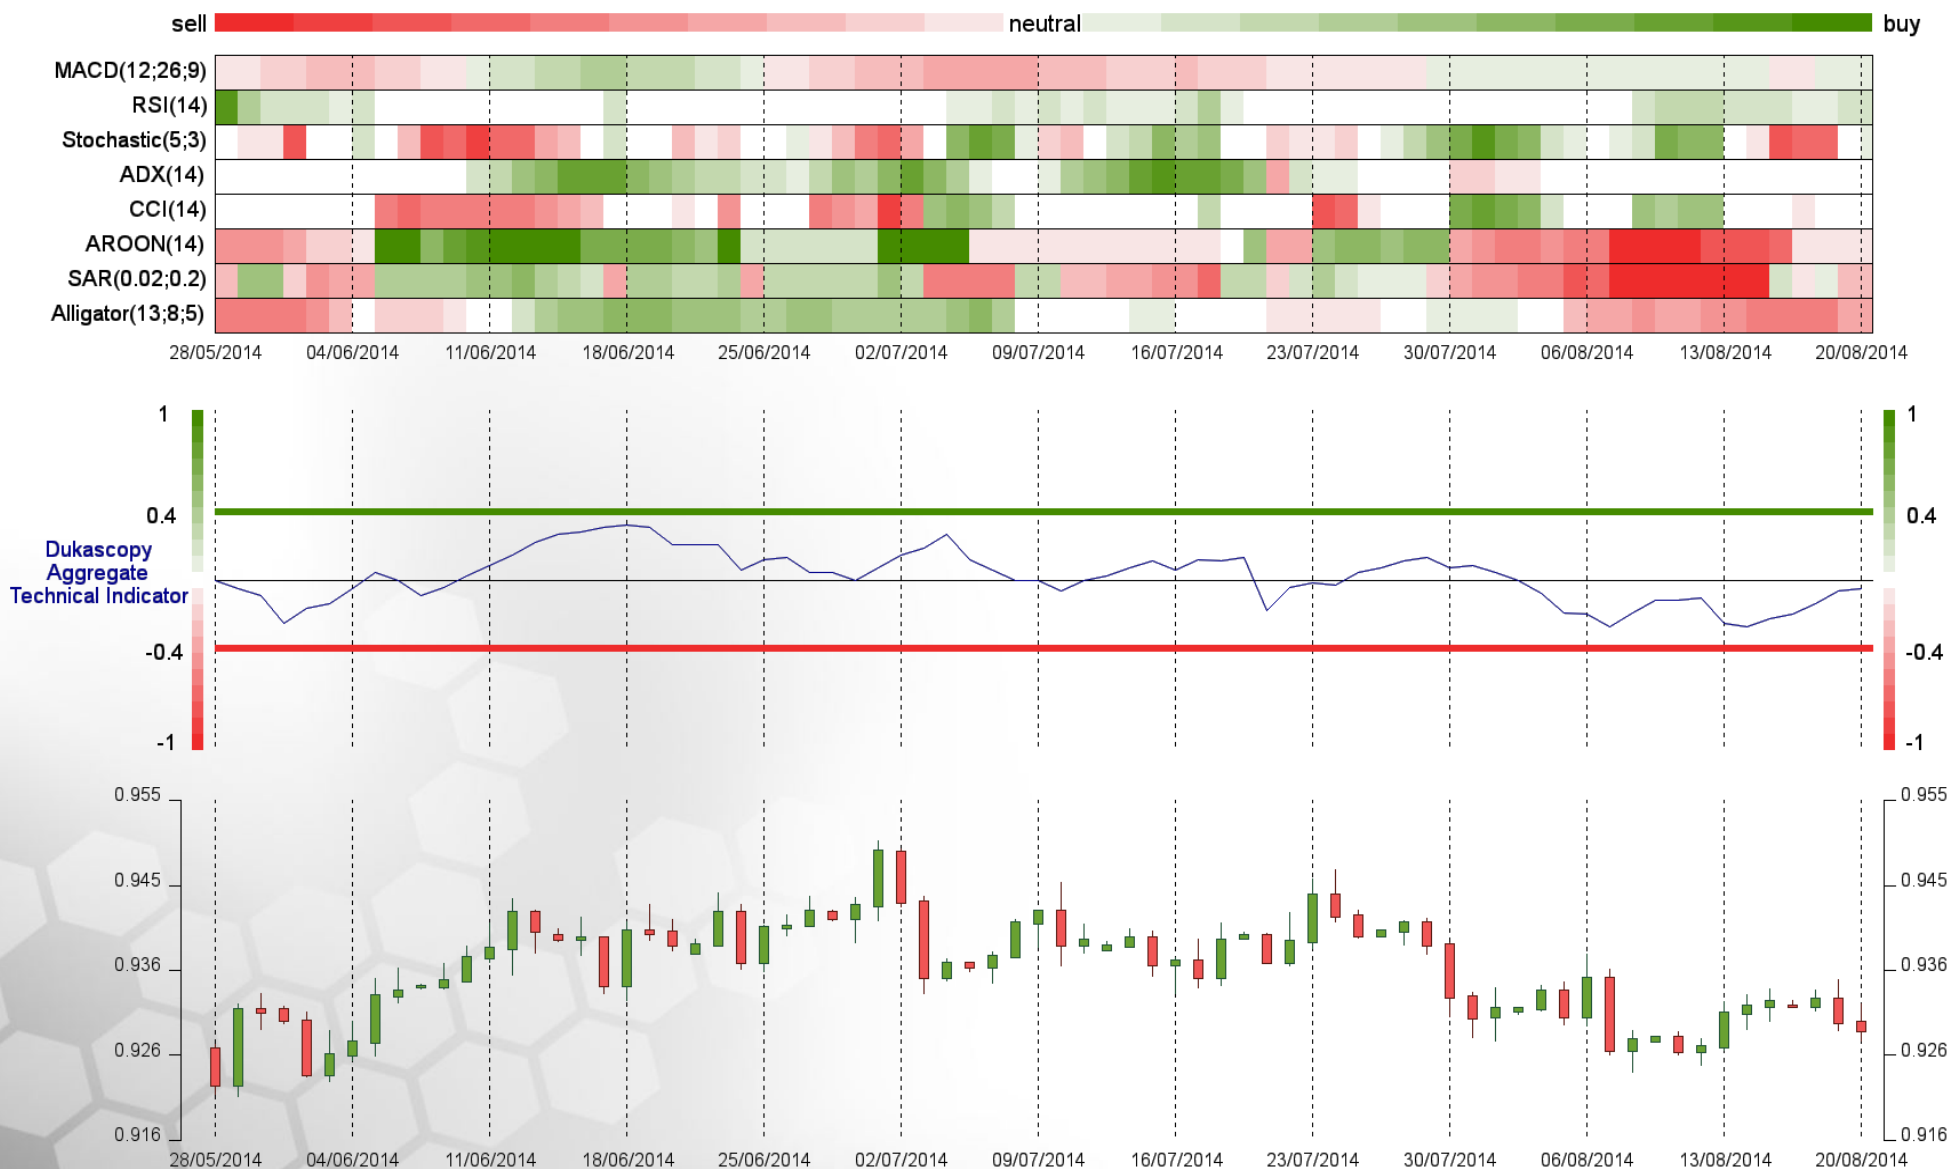 sell neutral buy
MACD(12;26;9)
RSI(14)
Stochastic(5;3)
ADX(14)
CCI(14)
AROON(14)
SAR(0.02;0.2)
Alligator(13;8;5)
28/05/2014 04/06/2014 11/06/2014 18/06/2014 25/06/2014 02/07/2014 09/07/2014 16/07/2014 23/07/2014 30/07/2014 06/08/2014 13/08/2014 20/08/2014
1 1
0.4 0.4
Dukascopy
Aggregate
Technical Indicator
-0.4 -0.4
-1 -1
0.955 0.955
0.945 0.945
0.936 0.936
0.926 0.926
0.916 0.916
28/05/2014 04/06/2014 11/06/2014 18/06/2014 25/06/2014 02/07/2014 09/07/2014 16/07/2014 23/07/2014 30/07/2014 06/08/2014 13/08/2014 20/08/2014